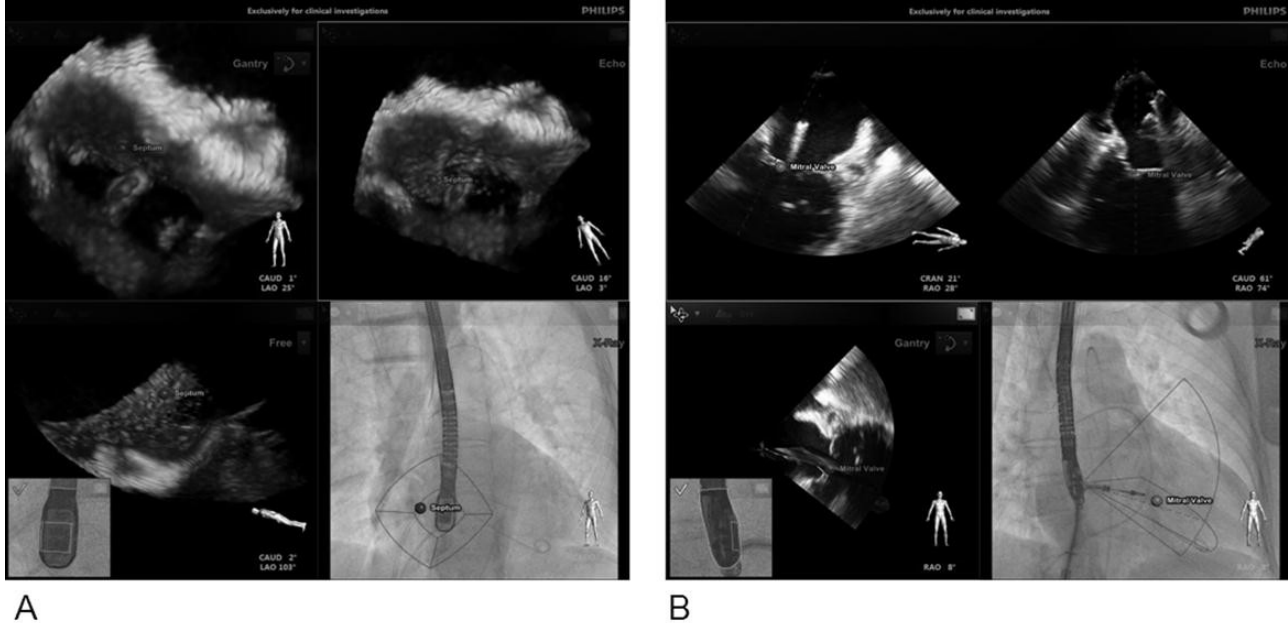 Exclusively for clinical investigations
PHILIPS
Gantry
Septum
CAUD 1°
LAO 25°
Echo
Septum
CAUD 16°
LAO 3°
Free
Septum
CAUD 2°
LAO 103°
X-Ray
Septum
A
Exclusively for clinical investigations
PHILIPS
Echo
Mitral Valve
Mitral Valve
CRAN 21°
RAO 28°
CAUD 61°
RAO 74°
Gantry
Mitral Valve
RAO 8°
X-Ray
Mitral Valve
B